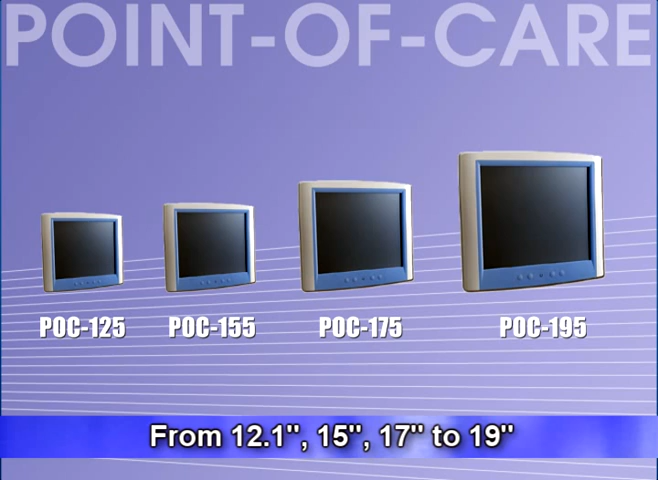 POINT-OF-CARE
POC-125 POC-155 POC-175 POC-195
From 12.1", 15", 17" to 19"